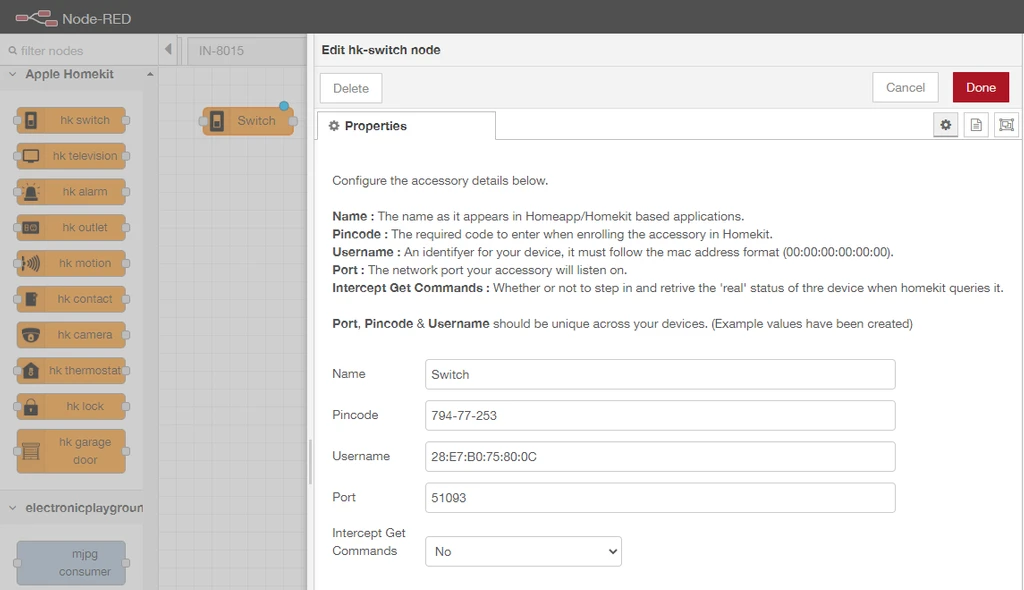 Node-RED
filter nodes
IN-8015
Apple Homekit
hk switch
hk television
hk alarm
hk outlet
hk motion
hk contact
hk camera
hk thermostat
hk lock
hk garage
door
electronicplaygroun
mjpg
consumer
Switch
Edit hk-switch node
Delete
Cancel
Done
Properties
Configure the accessory details below.
Name : The name as it appears in Homeapp/Homekit based applications.
Pincode : The required code to enter when enrolling the accessory in Homekit.
Username : An identifyer for your device, it must follow the mac address format (00:00:00:00:00:00).
Port : The network port your accessory will listen on.
Intercept Get Commands : Whether or not to step in and retrive the 'real' status of thre device when homekit queries it.
Port, Pincode & Username should be unique across your devices. (Example values have been created)
Name
Switch
Pincode
794-77-253
Username
28:E7:B0:75:80:0C
Port
51093
Intercept Get
Commands
No